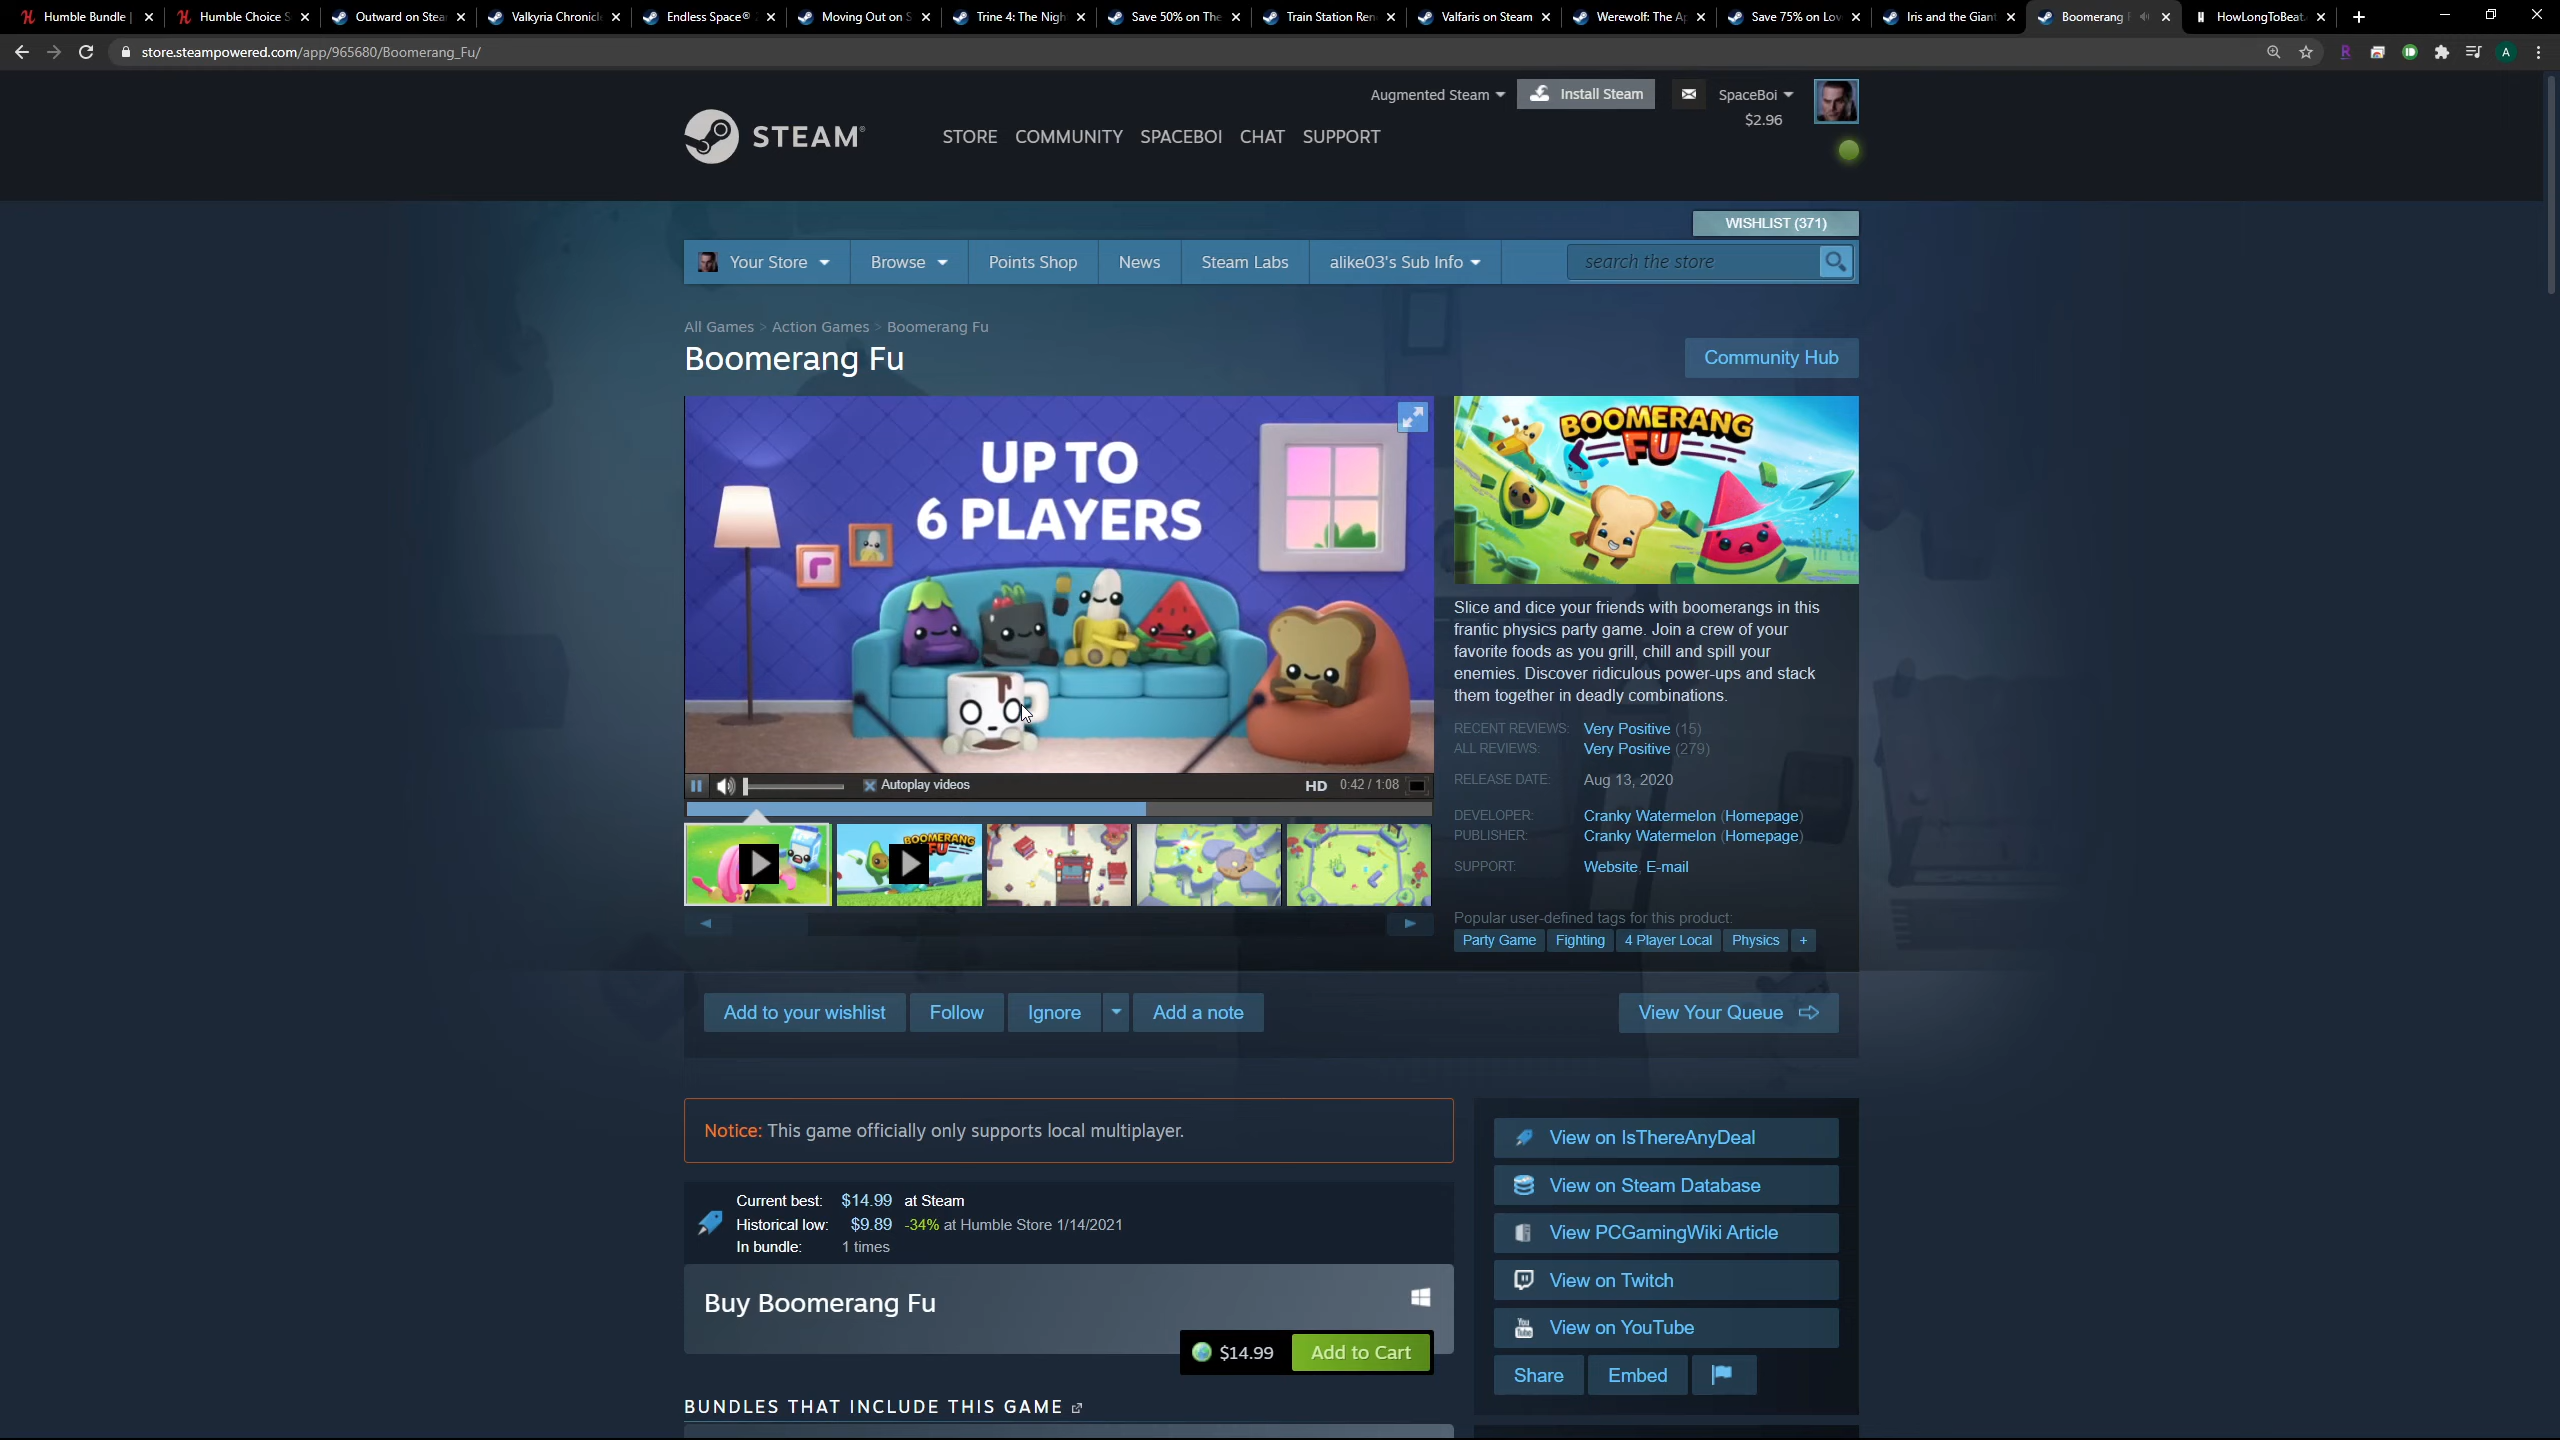 Humble Bundle |
Humble Choice S
Outward on Stea
Valkyria Chronicl
Endless Space®
Moving Out on S
Trine 4: The Nigh
Save 50% on The
Train Station Ren
Valfaris on Steam
Werewolf: The Ap
Save 75% on Lov
Iris and the Giant
Boomerang F
HowLongToBeat.
store.steampowered.com/app/965680/Boomerang_Fu/
A
Augmented Steam
Install Steam
SpaceBoi
$2.96
STEAM®
STORE COMMUNITY SPACEBOI CHAT SUPPORT
WISHLIST (371)
Your Store
Browse
Points Shop
News
Steam Labs
alike03's Sub Info
search the store
All Games > Action Games > Boomerang Fu
Boomerang Fu
Community Hub
UP TO
6 PLAYERS
Autoplay videos
HD 0:42 / 1:08
BOOMERANG
FU
BOOMERANG
FU
Slice and dice your friends with boomerangs in this
frantic physics party game. Join a crew of your
favorite foods as you grill, chill and spill your
enemies. Discover ridiculous power-ups and stack
them together in deadly combinations.
RECENT REVIEWS: Very Positive (15)
ALL REVIEWS: Very Positive (279)
RELEASE DATE: Aug 13, 2020
DEVELOPER: Cranky Watermelon (Homepage)
PUBLISHER: Cranky Watermelon (Homepage)
SUPPORT: Website, E-mail
Popular user-defined tags for this product:
Party Game
Fighting
4 Player Local
Physics
+
Add to your wishlist
Follow
Ignore
Add a note
View Your Queue
Notice: This game officially only supports local multiplayer.
Current best: $14.99 at Steam
Historical low: $9.89 -34% at Humble Store 1/14/2021
In bundle: 1 times
Buy Boomerang Fu
$14.99
Add to Cart
BUNDLES THAT INCLUDE THIS GAME
View on IsThereAnyDeal
View on Steam Database
View PCGamingWiki Article
View on Twitch
View on YouTube
Share
Embed